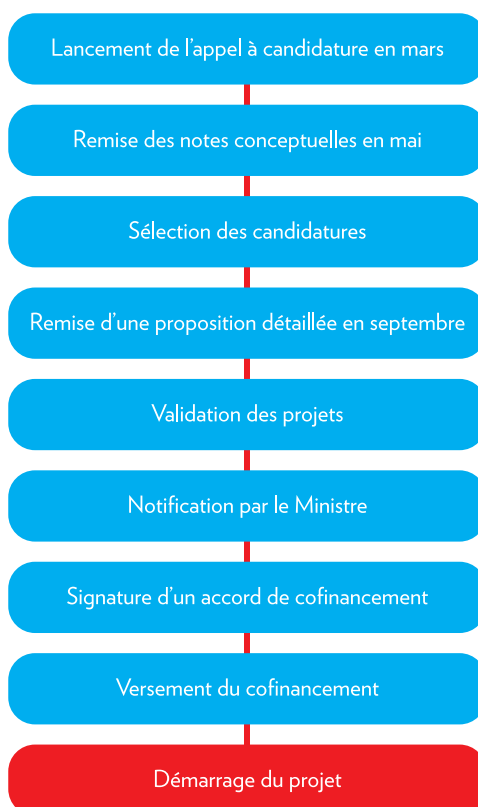 Lancement de l’appel à candidature en mars
Remise des notes conceptuelles en mai
Sélection des candidatures
Remise d’une proposition détaillée en septembre
Validation des projets
Notification par le Ministre
Signature d’un accord de cofinancement
Versement du cofinancement
Démarrage du projet